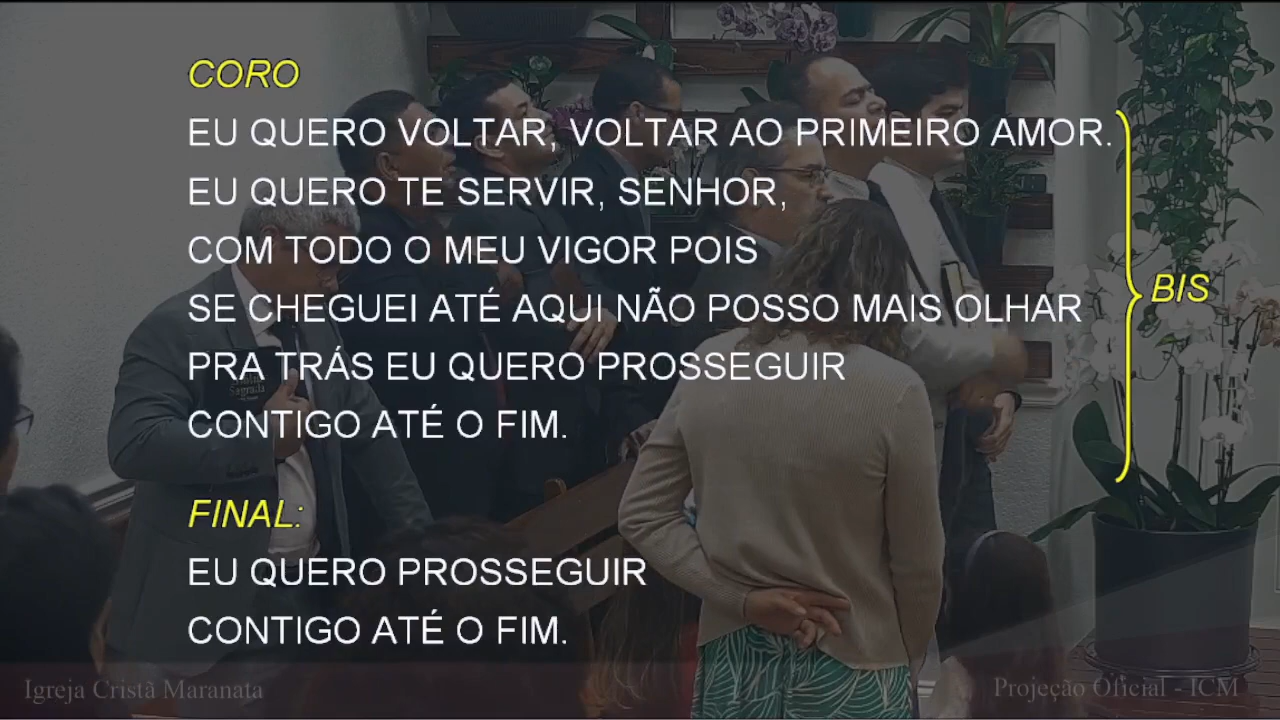 CORO
EU QUERO VOLTAR, VOLTAR AO PRIMEIRO AMOR.
EU QUERO TE SERVIR, SENHOR,
COM TODO O MEU VIGOR POIS
SE CHEGUEI ATÉ AQUI NÃO POSSO MAIS OLHAR
BIS
PRA TRÁS EU QUERO PROSSEGUIR
CONTIGO ATÉ O FIM.
FINAL:
EU QUERO PROSSEGUIR
CONTIGO ATÉ O FIM.
Igreja Cristã Maranata
Projeção Oficial - ICM